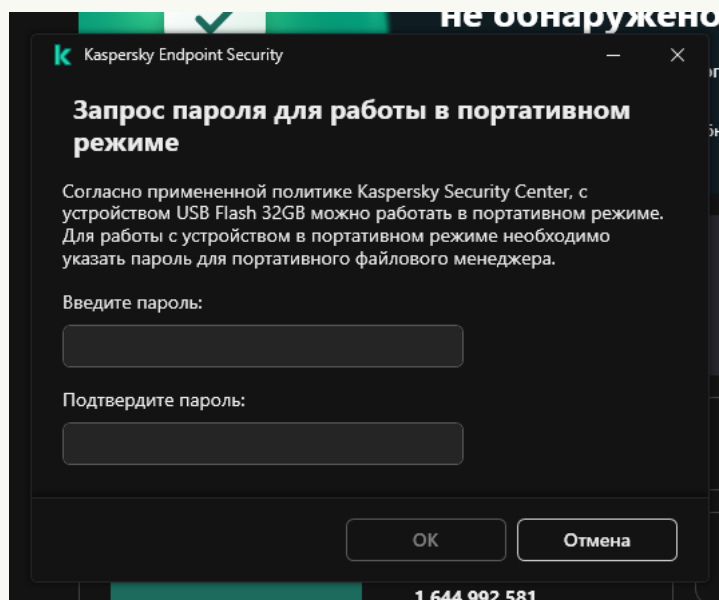 не обнаружено
Kaspersky Endpoint Security
Запрос пароля для работы в портативном
режиме
Согласно примененной политике Kaspersky Security Center, с
устройством USB Flash 32GB можно работать в портативном режиме.
Для работы с устройством в портативном режиме необходимо
указать пароль для портативного файлового менеджера.
Введите пароль:
Подтвердите пароль:
ОК
Отмена
1 644 992 581